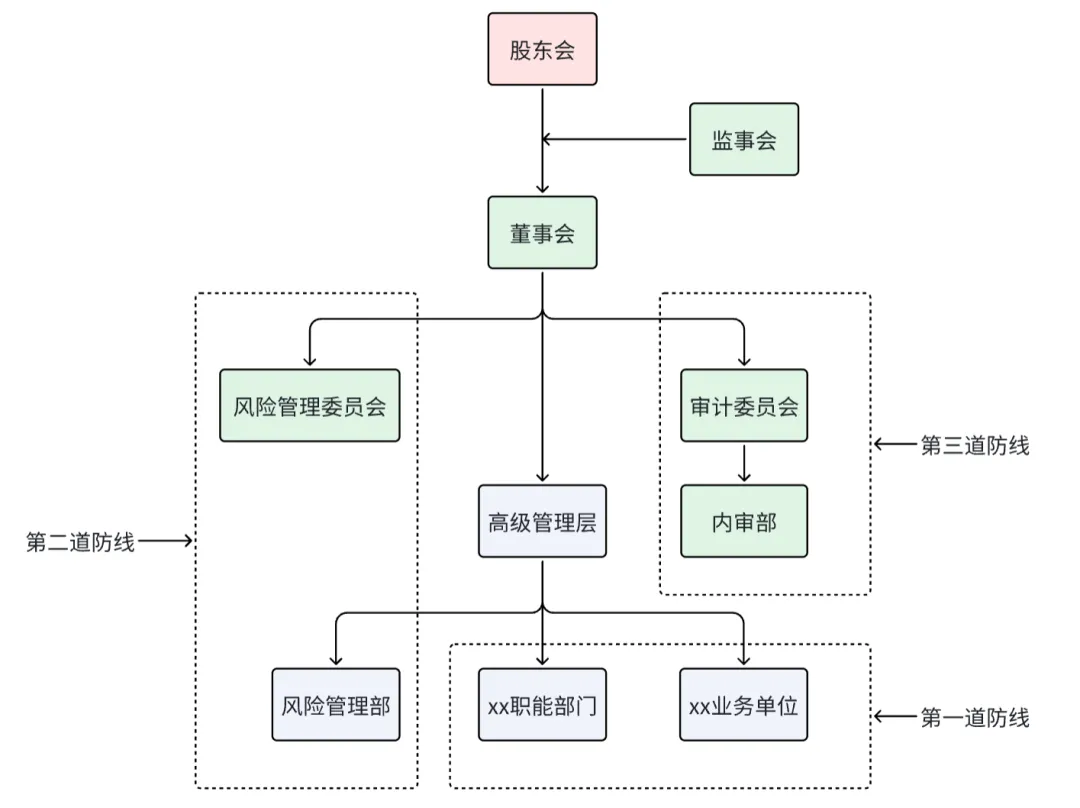 股东会
监事会
董事会
风险管理委员会
审计委员会
第三道防线
高级管理层
内审部
第二道防线
风险管理部
xx职能部门
xx业务单位
第一道防线